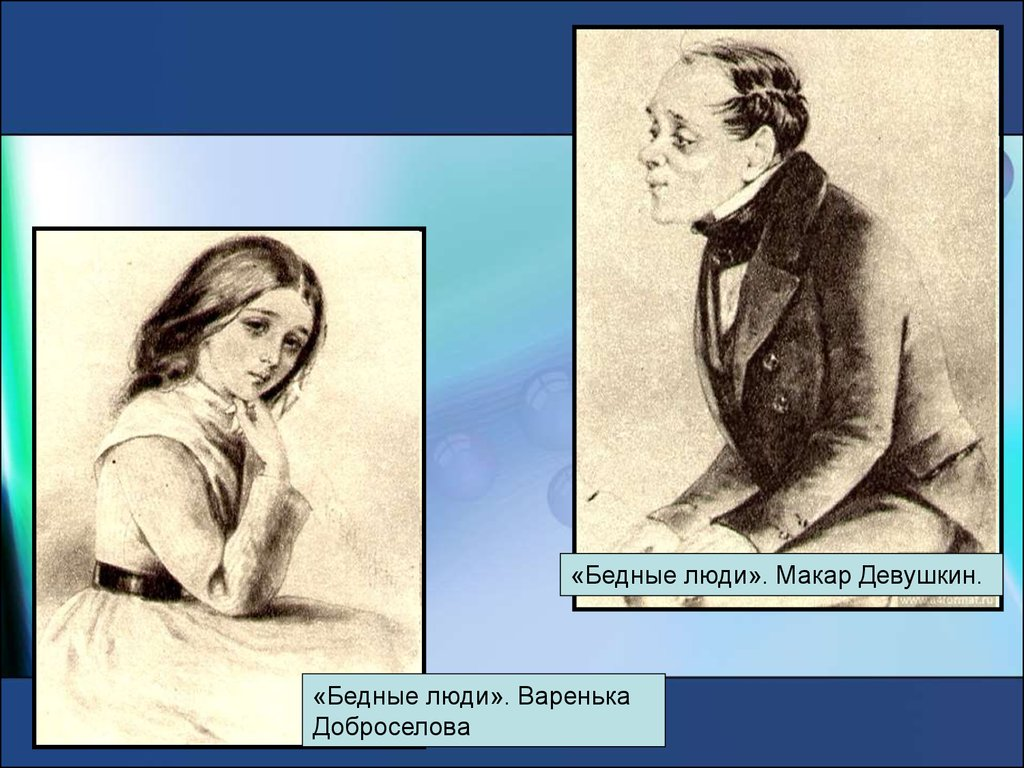 «Бедные люди». Макар Девушкин.
«Бедные люди». Варенька
Доброселова